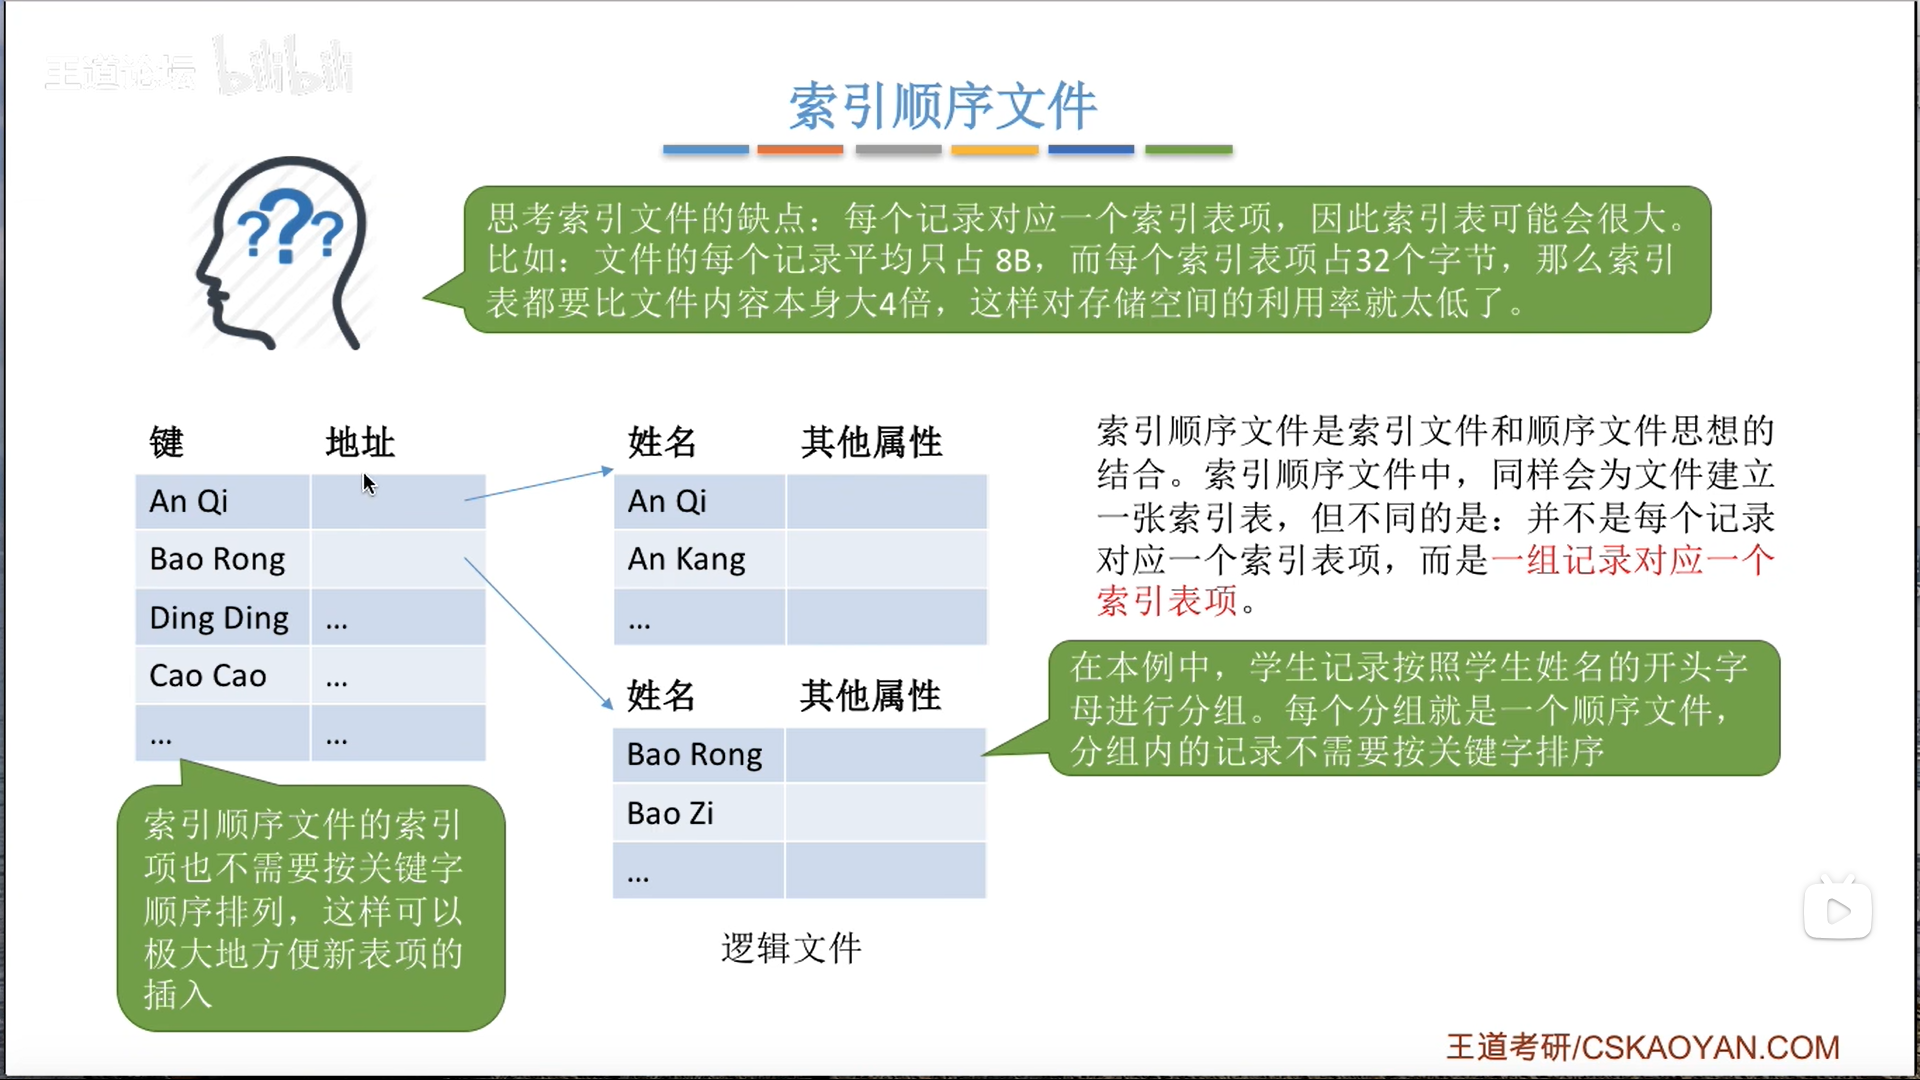 王道论坛 bilibili
索引顺序文件
???
思考索引文件的缺点：每个记录对应一个索引表项，因此索引表可能会很大。
比如：文件的每个记录平均只占 8B，而每个索引表项占32个字节，那么索引
表都要比文件内容本身大4倍，这样对存储空间的利用率就太低了。
键 地址
An Qi
Bao Rong
Ding Ding ...
Cao Cao ...
... ...
姓名 其他属性
An Qi
An Kang
...
姓名 其他属性
Bao Rong
Bao Zi
...
逻辑文件
索引顺序文件是索引文件和顺序文件思想的
结合。索引顺序文件中，同样会为文件建立
一张索引表，但不同的是：并不是每个记录
对应一个索引表项，而是一组记录对应一个
索引表项。
在本例中，学生记录按照学生姓名的开头字
母进行分组。每个分组就是一个顺序文件，
分组内的记录不需要按关键字排序
索引顺序文件的索引
项也不需要按关键字
顺序排列，这样可以
极大地方便新表项的
插入
王道考研/CSKAOYAN.COM